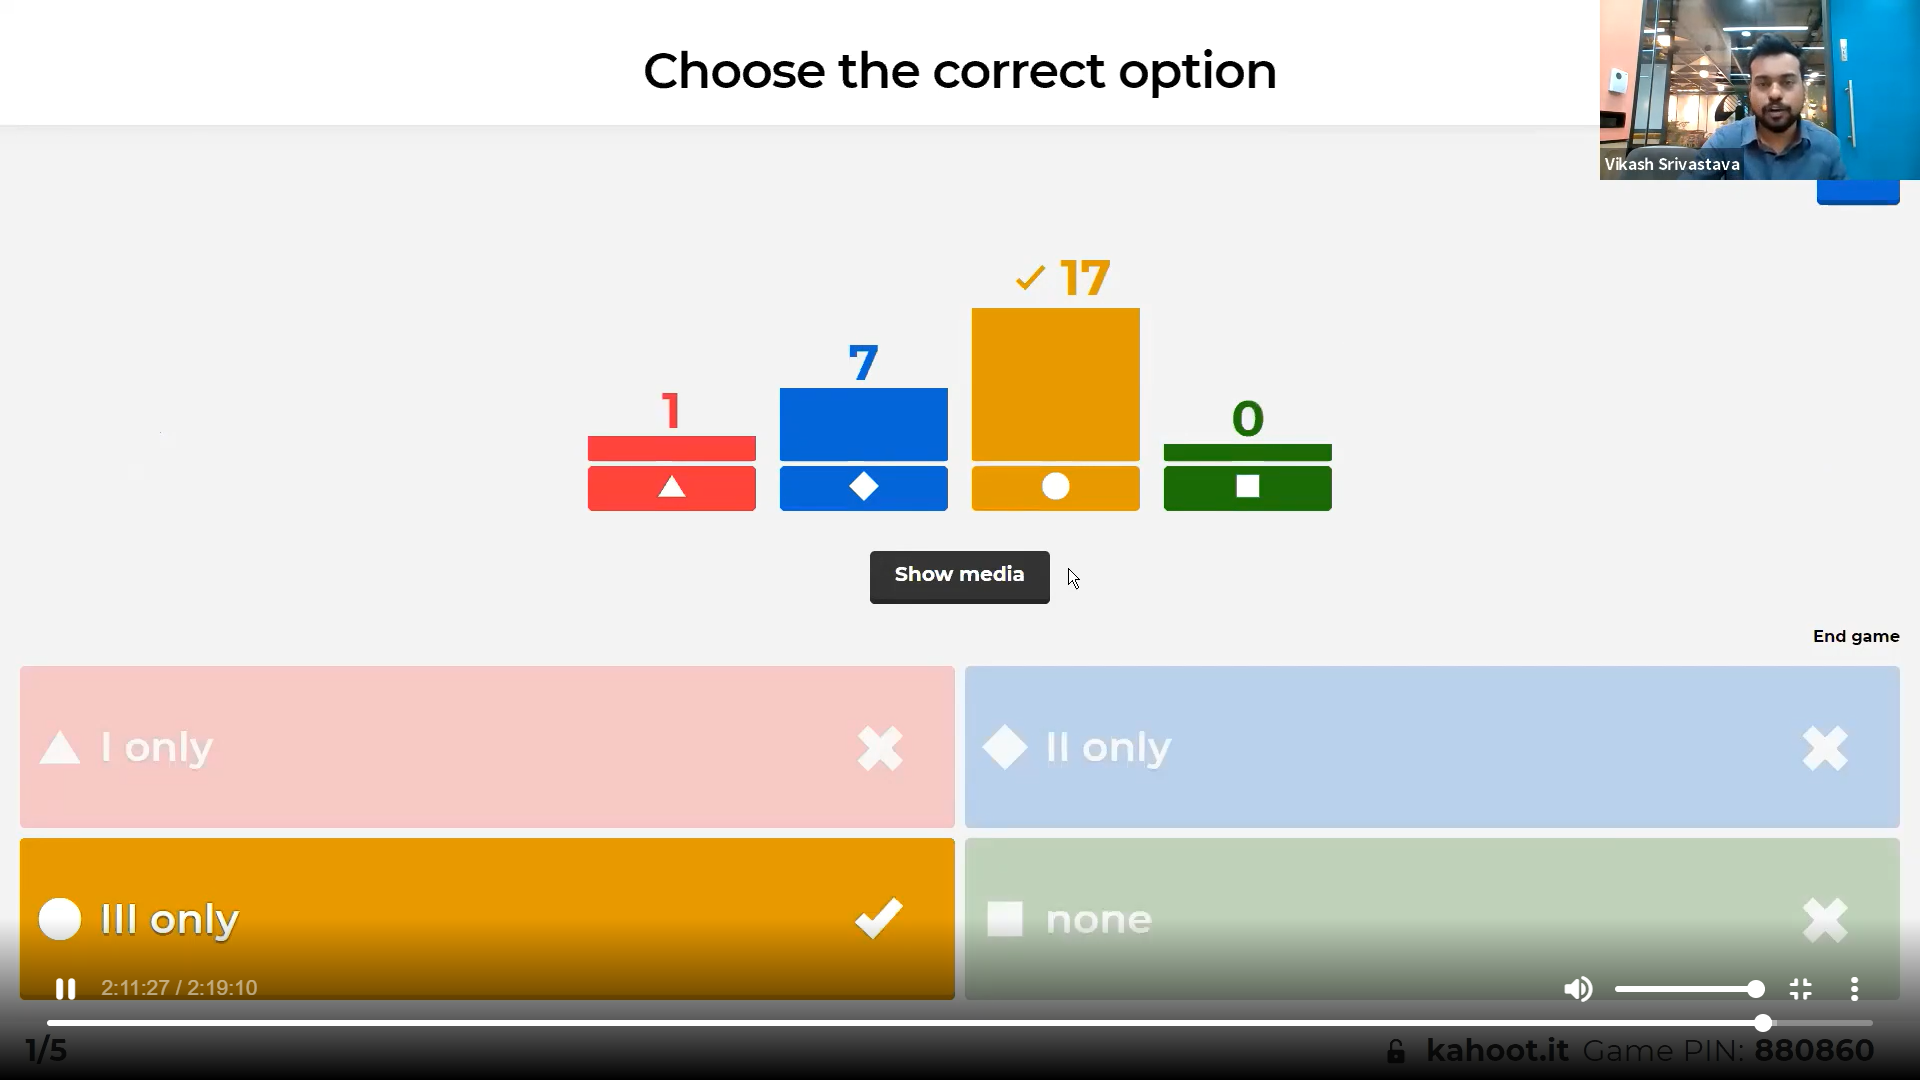 Choose the correct option
Vikash Srivastava
17
7
1
0
Show media
End game
I only
II only
III only
none
2:11:27 / 2:19:10
1/5
kahoot.it Game PIN: 880860